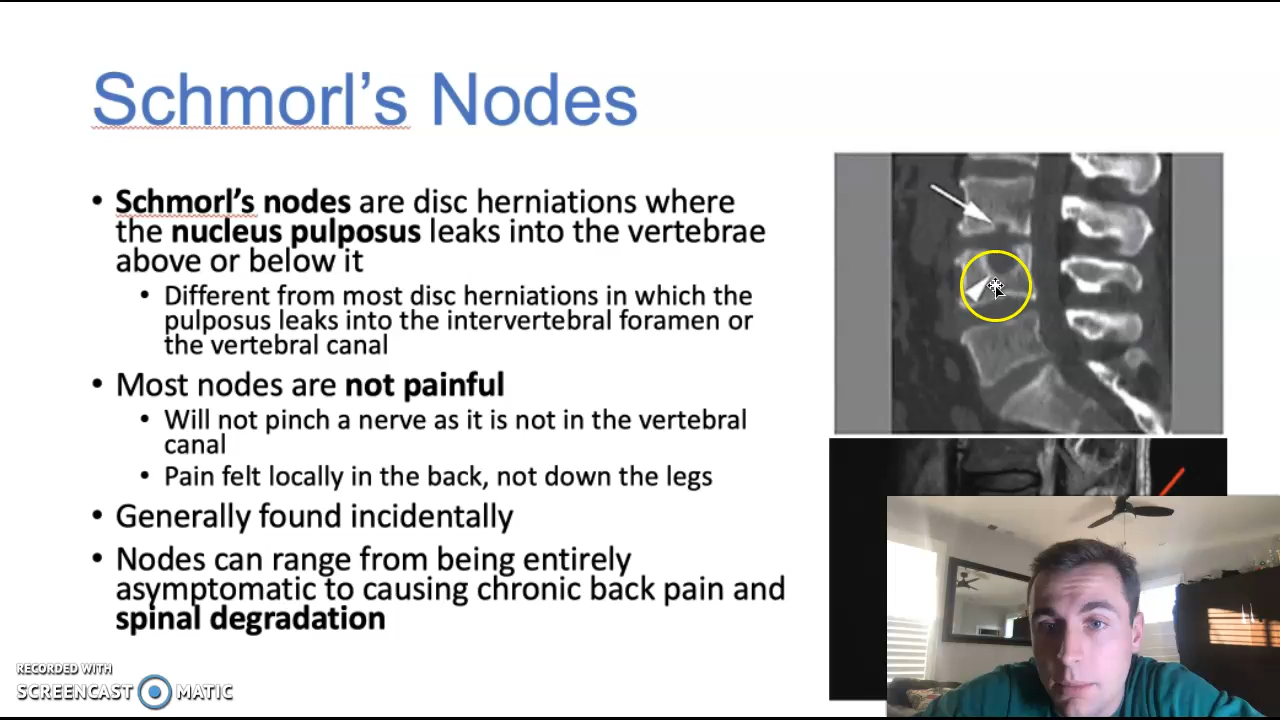 Schmorl's Nodes
• Schmorl's nodes are disc herniations where
the nucleus pulposus leaks into the vertebrae
above or below it
• Different from most disc herniations in which the
pulposus leaks into the intervertebral foramen or
the vertebral canal
• Most nodes are not painful
• Will not pinch a nerve as it is not in the vertebral
canal
• Pain felt locally in the back, not down the legs
• Generally found incidentally
• Nodes can range from being entirely
asymptomatic to causing chronic back pain and
spinal degradation
RECORDED WITH
SCREENCAST MATIC